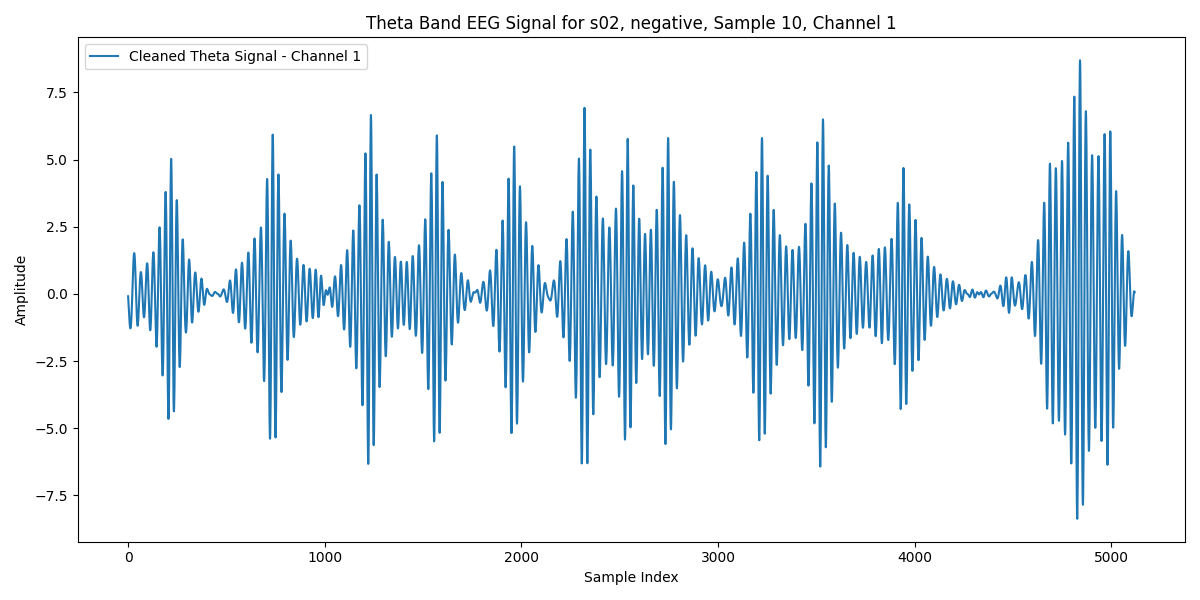 Theta Band EEG Signal for s02, negative, Sample 10, Channel 1
Cleaned Theta Signal - Channel 1
Amplitude
7.5
5.0
2.5
0.0
−2.5
−5.0
−7.5
0 1000 2000 3000 4000 5000
Sample Index